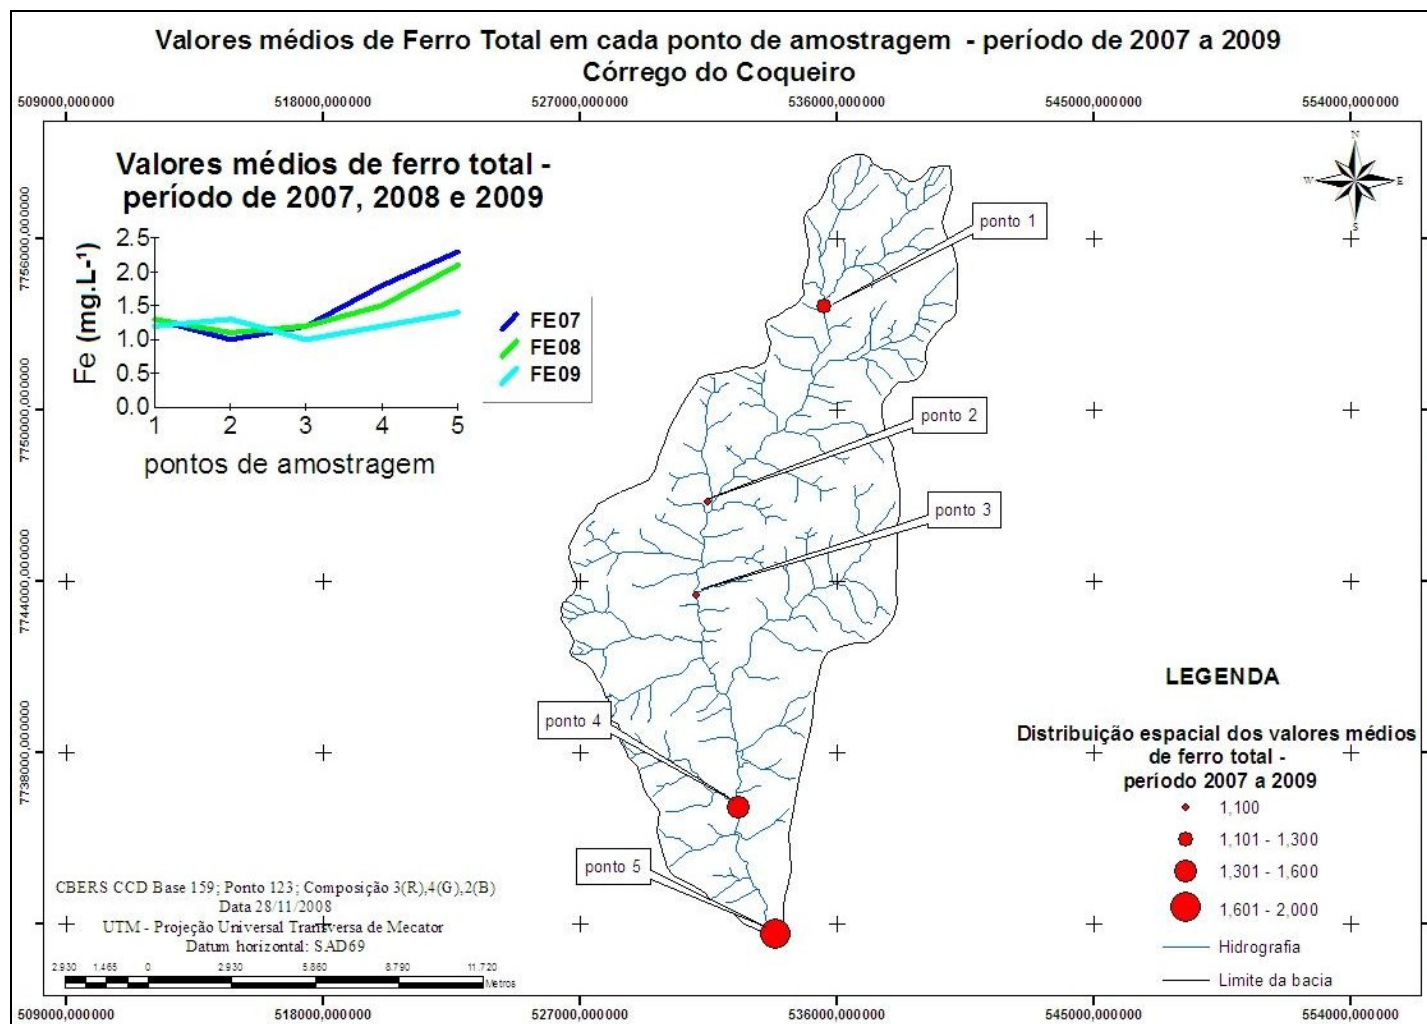 Valores médios de Ferro Total em cada ponto de amostragem - período de 2007 a 2009
Córrego do Coqueiro
509000,000000 518000,000000 527000,000000 536000,000000 545000,000000 554000,000000
Valores médios de ferro total -
período de 2007, 2008 e 2009
Fe (mg.L-¹)
2.5
2.0
1.5
1.0
0.5
0.0
1 2 3 4 5
pontos de amostragem
FE07
FE08
FE09
N
W E
S
ponto 1
ponto 2
ponto 3
ponto 4
ponto 5
7756000,000000
7750000,000000
7744000,000000
7738000,000000
LEGENDA
Distribuição espacial dos valores médios
de ferro total -
período 2007 a 2009
1,100
1,101 - 1,300
1,301 - 1,600
1,601 - 2,000
Hidrografia
Limite da bacia
CBERS CCD Base 159; Ponto 123; Composição 3(R),4(G),2(B)
Data 28/11/2008
UTM - Projeção Universal Transversa de Mecator
Datum horizontal: SAD69
2.930 1.465 0 2.930 5.860 8.790 11.720
Metros
509000,000000 518000,000000 527000,000000 536000,000000 545000,000000 554000,000000